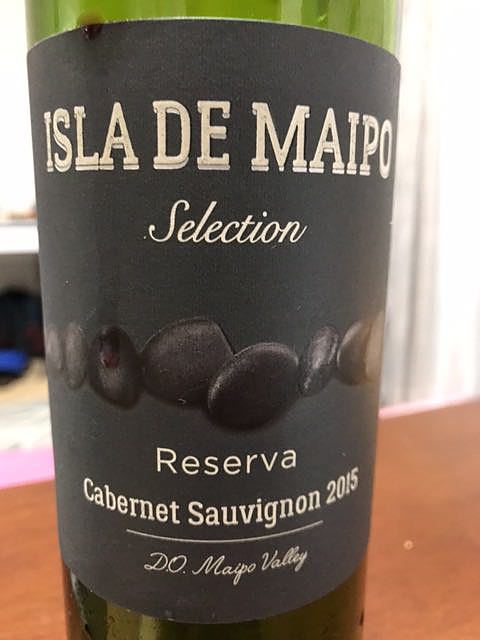 ISLA DE MAIPO
Selection
Reserva
Cabernet Sauvignon 2015
D.O. Maipo Valley